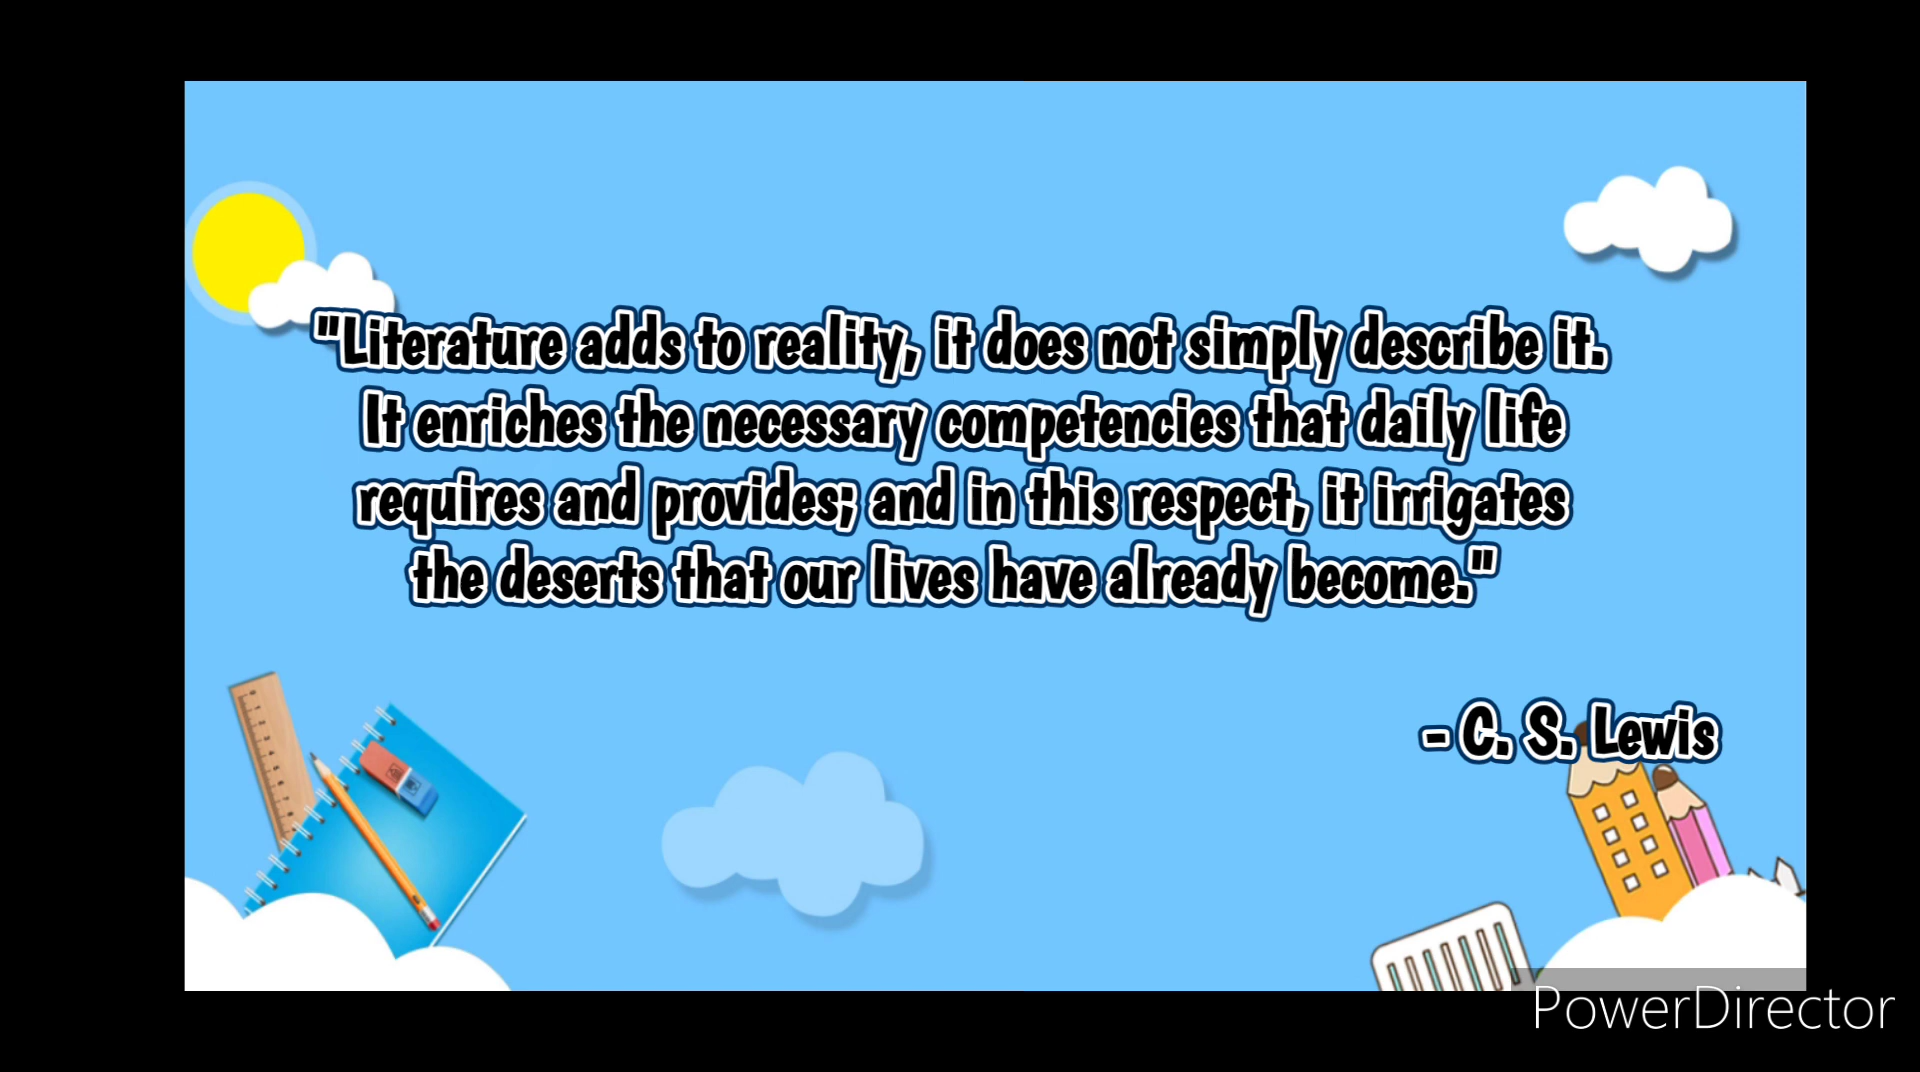 "Literature adds to reality, it does not simply describe it.
It enriches the necessary competencies that daily life
requires and provides; and in this respect, it irrigates
the deserts that our lives have already become."
- C. S. Lewis
PowerDirector